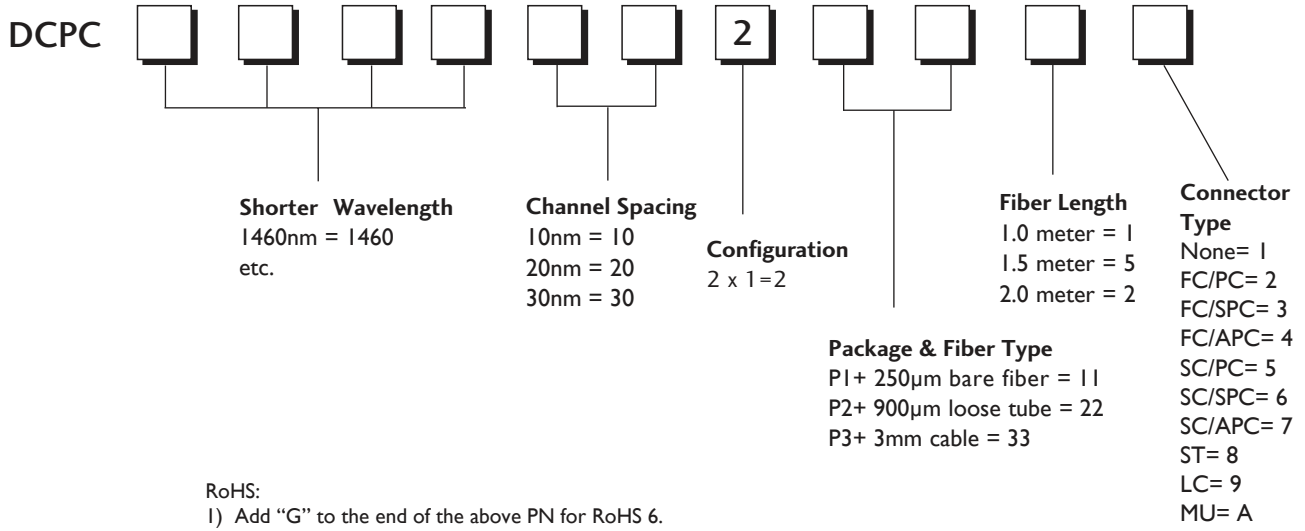 DCPC 2
Shorter Wavelength
1460nm = 1460
etc.
Channel Spacing
10nm = 10
20nm = 20
30nm = 30
Configuration
2 x 1=2
Package & Fiber Type
P1+ 250µm bare fiber = 11
P2+ 900µm loose tube = 22
P3+ 3mm cable = 33
Fiber Length
1.0 meter = 1
1.5 meter = 5
2.0 meter = 2
Connector
Type
None= 1
FC/PC= 2
FC/SPC= 3
FC/APC= 4
SC/PC= 5
SC/SPC= 6
SC/APC= 7
ST= 8
LC= 9
MU= A
RoHS:
1) Add “G” to the end of the above PN for RoHS 6.